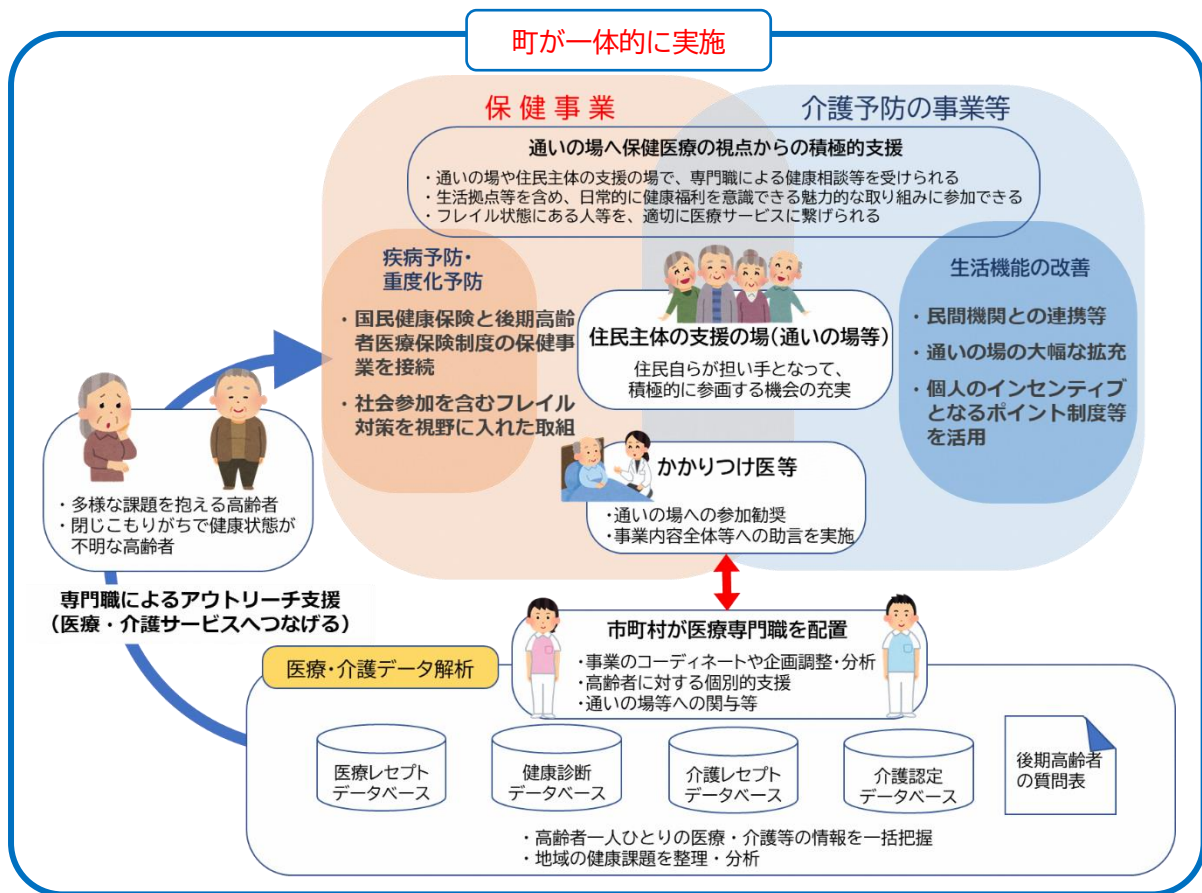 町が一体的に実施
保健事業
介護予防の事業等
通いの場へ保健医療の視点からの積極的支援
・通いの場や住民主体の支援の場で、専門職による健康相談等を受けられる
・生活拠点等を含め、日常的に健康福利を意識できる魅力的な取り組みに参加できる
・フレイル状態にある人等を、適切に医療サービスに繋げられる
疾病予防・
重度化予防
・国民健康保険と後期高齢
者医療保険制度の保健事
業を接続
・社会参加を含むフレイル
対策を視野に入れた取組
住民主体の支援の場(通いの場等)
住民自らが担い手となって、
積極的に参画する機会の充実
生活機能の改善
・民間機関との連携等
・通いの場の大幅な拡充
・個人のインセンティブ
となるポイント制度等
を活用
かかりつけ医等
・通いの場への参加勧奨
・事業内容全体等への助言を実施
・多様な課題を抱える高齢者
・閉じこもりがちで健康状態が
不明な高齢者
専門職によるアウトリーチ支援
(医療・介護サービスへつなげる)
市町村が医療専門職を配置
・事業のコーディネートや企画調整・分析
・高齢者に対する個別的支援
・通いの場等への関与等
医療・介護データ解析
医療レセプト
データベース
健康診断
データベース
介護レセプト
データベース
介護認定
データベース
後期高齢者
の質問表
・高齢者一人ひとりの医療・介護等の情報を一括把握
・地域の健康課題を整理・分析